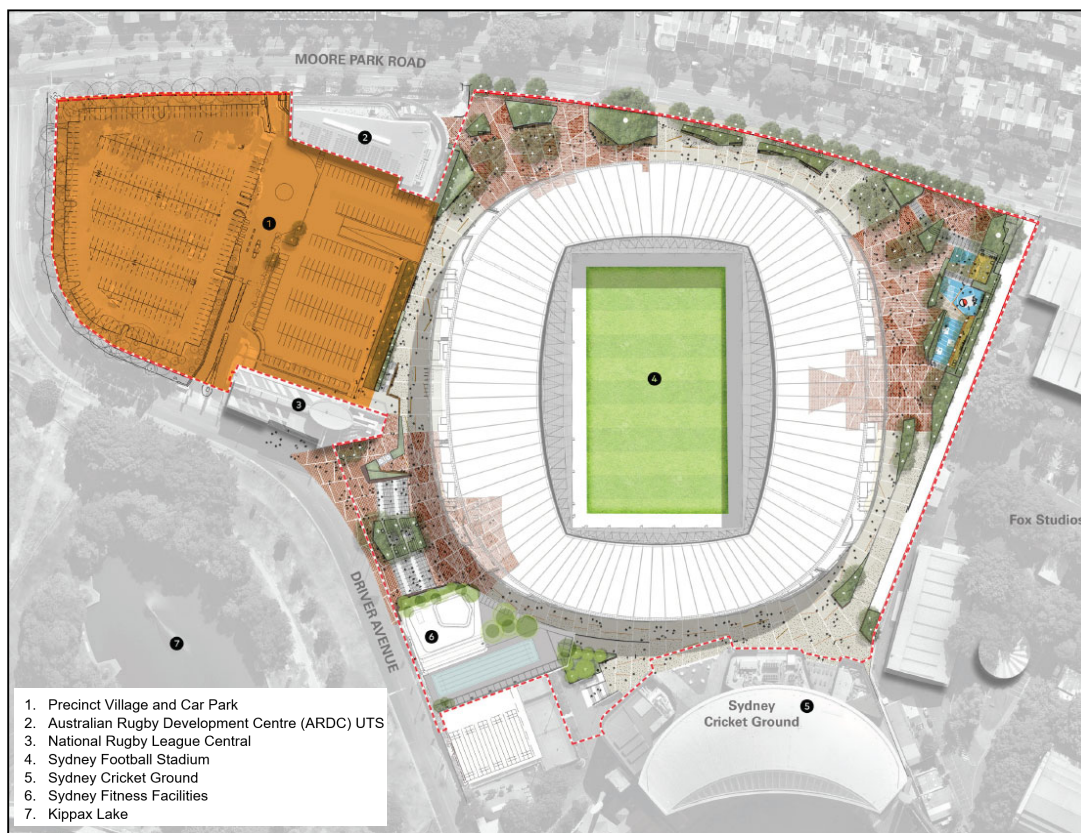 MOORE PARK ROAD
2
1
4
3
Fox Studios
DRIVER AVENUE
6
7
Sydney
Cricket Ground
5
1. Precinct Village and Car Park
2. Australian Rugby Development Centre (ARDC) UTS
3. National Rugby League Central
4. Sydney Football Stadium
5. Sydney Cricket Ground
6. Sydney Fitness Facilities
7. Kippax Lake